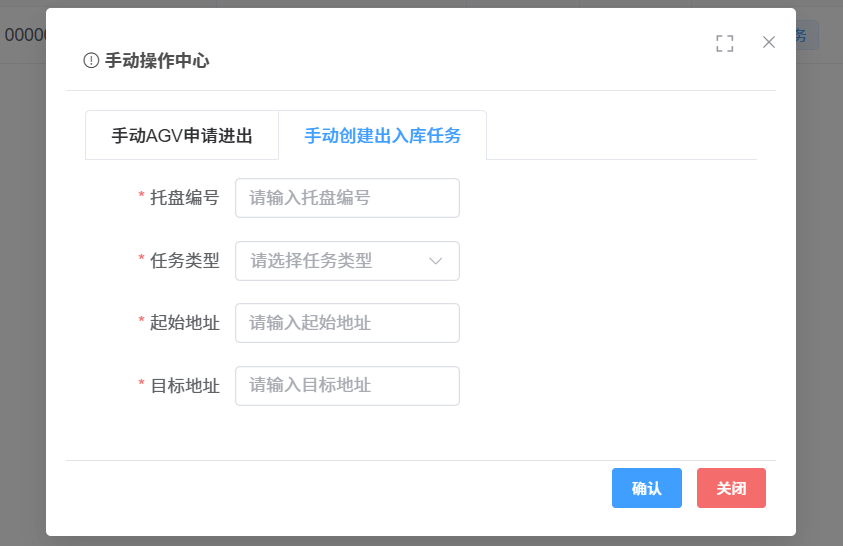 0000
务
手动操作中心
手动AGV申请进出
手动创建出入库任务
* 托盘编号
请输入托盘编号
* 任务类型
请选择任务类型
* 起始地址
请输入起始地址
* 目标地址
请输入目标地址
确认
关闭